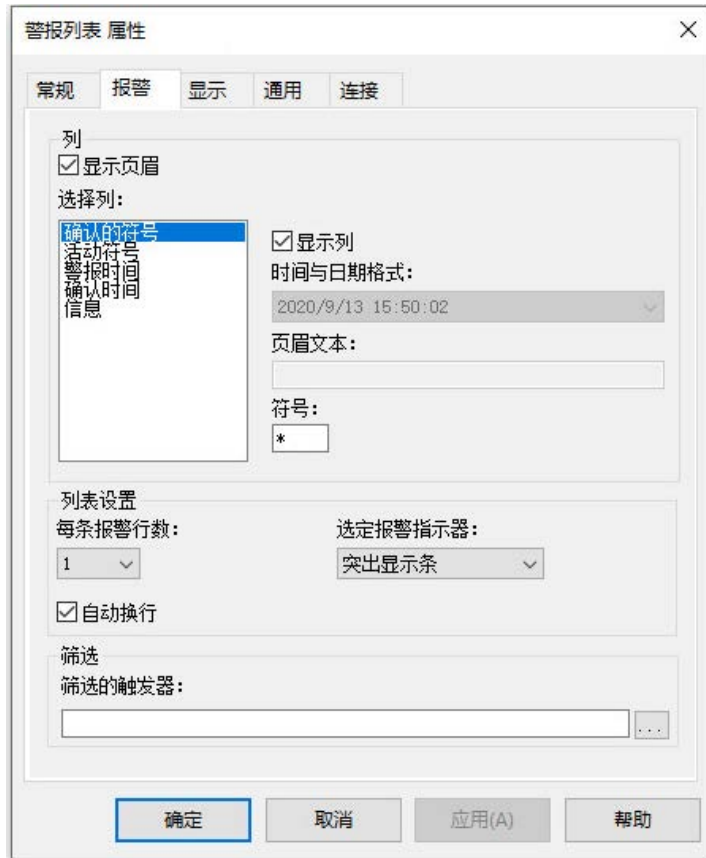 警报列表 属性
常规 报警 显示 通用 连接
列
显示页眉
选择列:
确认的符号
活动符号
警报时间
确认时间
信息
显示列
时间与日期格式:
2020/9/13 15:50:02
页眉文本:
符号:
*
列表设置
每条报警行数: 选定报警指示器:
1 突出显示条
自动换行
筛选
筛选的触发器:
...
确定 取消 应用(A) 帮助